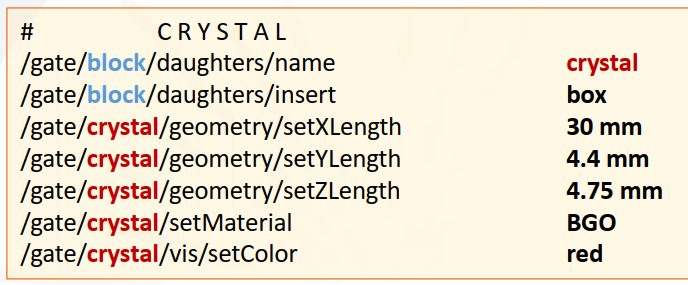 # C R Y S T A L
/gate/block/daughters/name crystal
/gate/block/daughters/insert box
/gate/crystal/geometry/setXLength 30 mm
/gate/crystal/geometry/setYLength 4.4 mm
/gate/crystal/geometry/setZLength 4.75 mm
/gate/crystal/setMaterial BGO
/gate/crystal/vis/setColor red